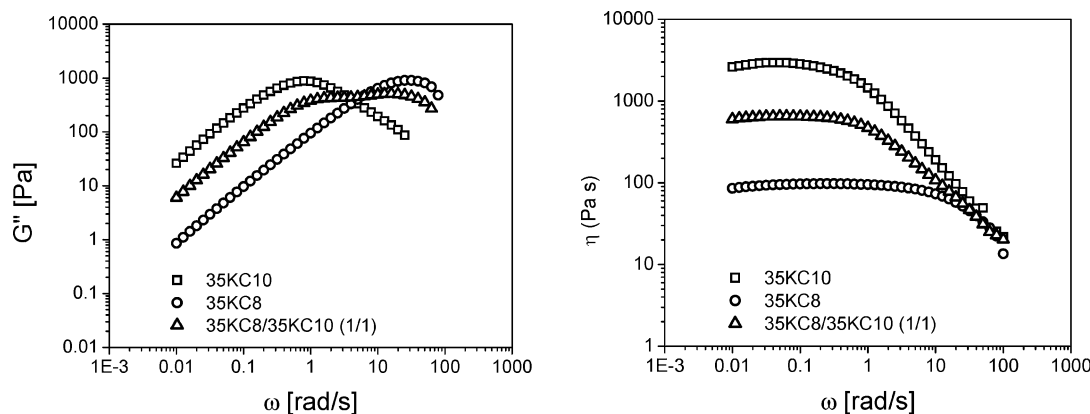 10000
1000
100
10
1
0.1
0.01
G" [Pa]
35KC10
35KC8
35KC8/35KC10 (1/1)
1E-3 0.01 0.1 1 10 100 1000
ω [rad/s]
10000
1000
100
10
1
η (Pa s)
35KC10
35KC8
35KC8/35KC10 (1/1)
1E-3 0.01 0.1 1 10 100 1000
ω [rad/s]